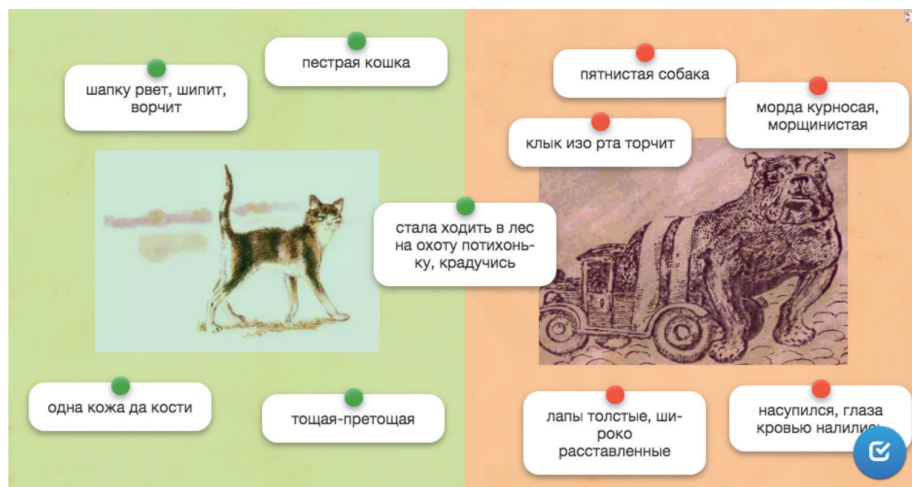 пестрая кошка
шапку рвет, шипит,
ворчит
пятнистая собака
морда курносая,
морщинистая
клык изо рта торчит
стала ходить в лес
на охоту потихонь-
ку, крадучись
одна кожа да кости
тощая-претощая
лапы толстые, ши-
роко
расставленные
насупился, глаза
кровью налились